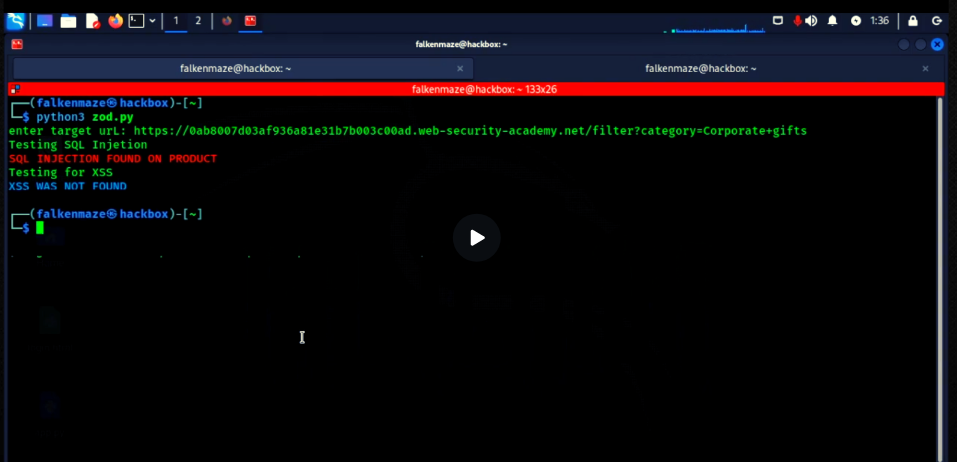 1 2 1:36
falkenmaze@hackbox: ~
falkenmaze@hackbox: ~ falkenmaze@hackbox: ~
falkenmaze@hackbox: ~ 133x26
(falkenmaze㉿hackbox)-[~]
$ python3 zod.py
enter target urL: https://0ab8007d03af936a81e31b7b003c00ad.web-security-academy.net/filter?category=Corporate+gifts
Testing SQL Injetion
SQL INJECTION FOUND ON PRODUCT
Testing for XSS
XSS WAS NOT FOUND
(falkenmaze㉿hackbox)-[~]
$